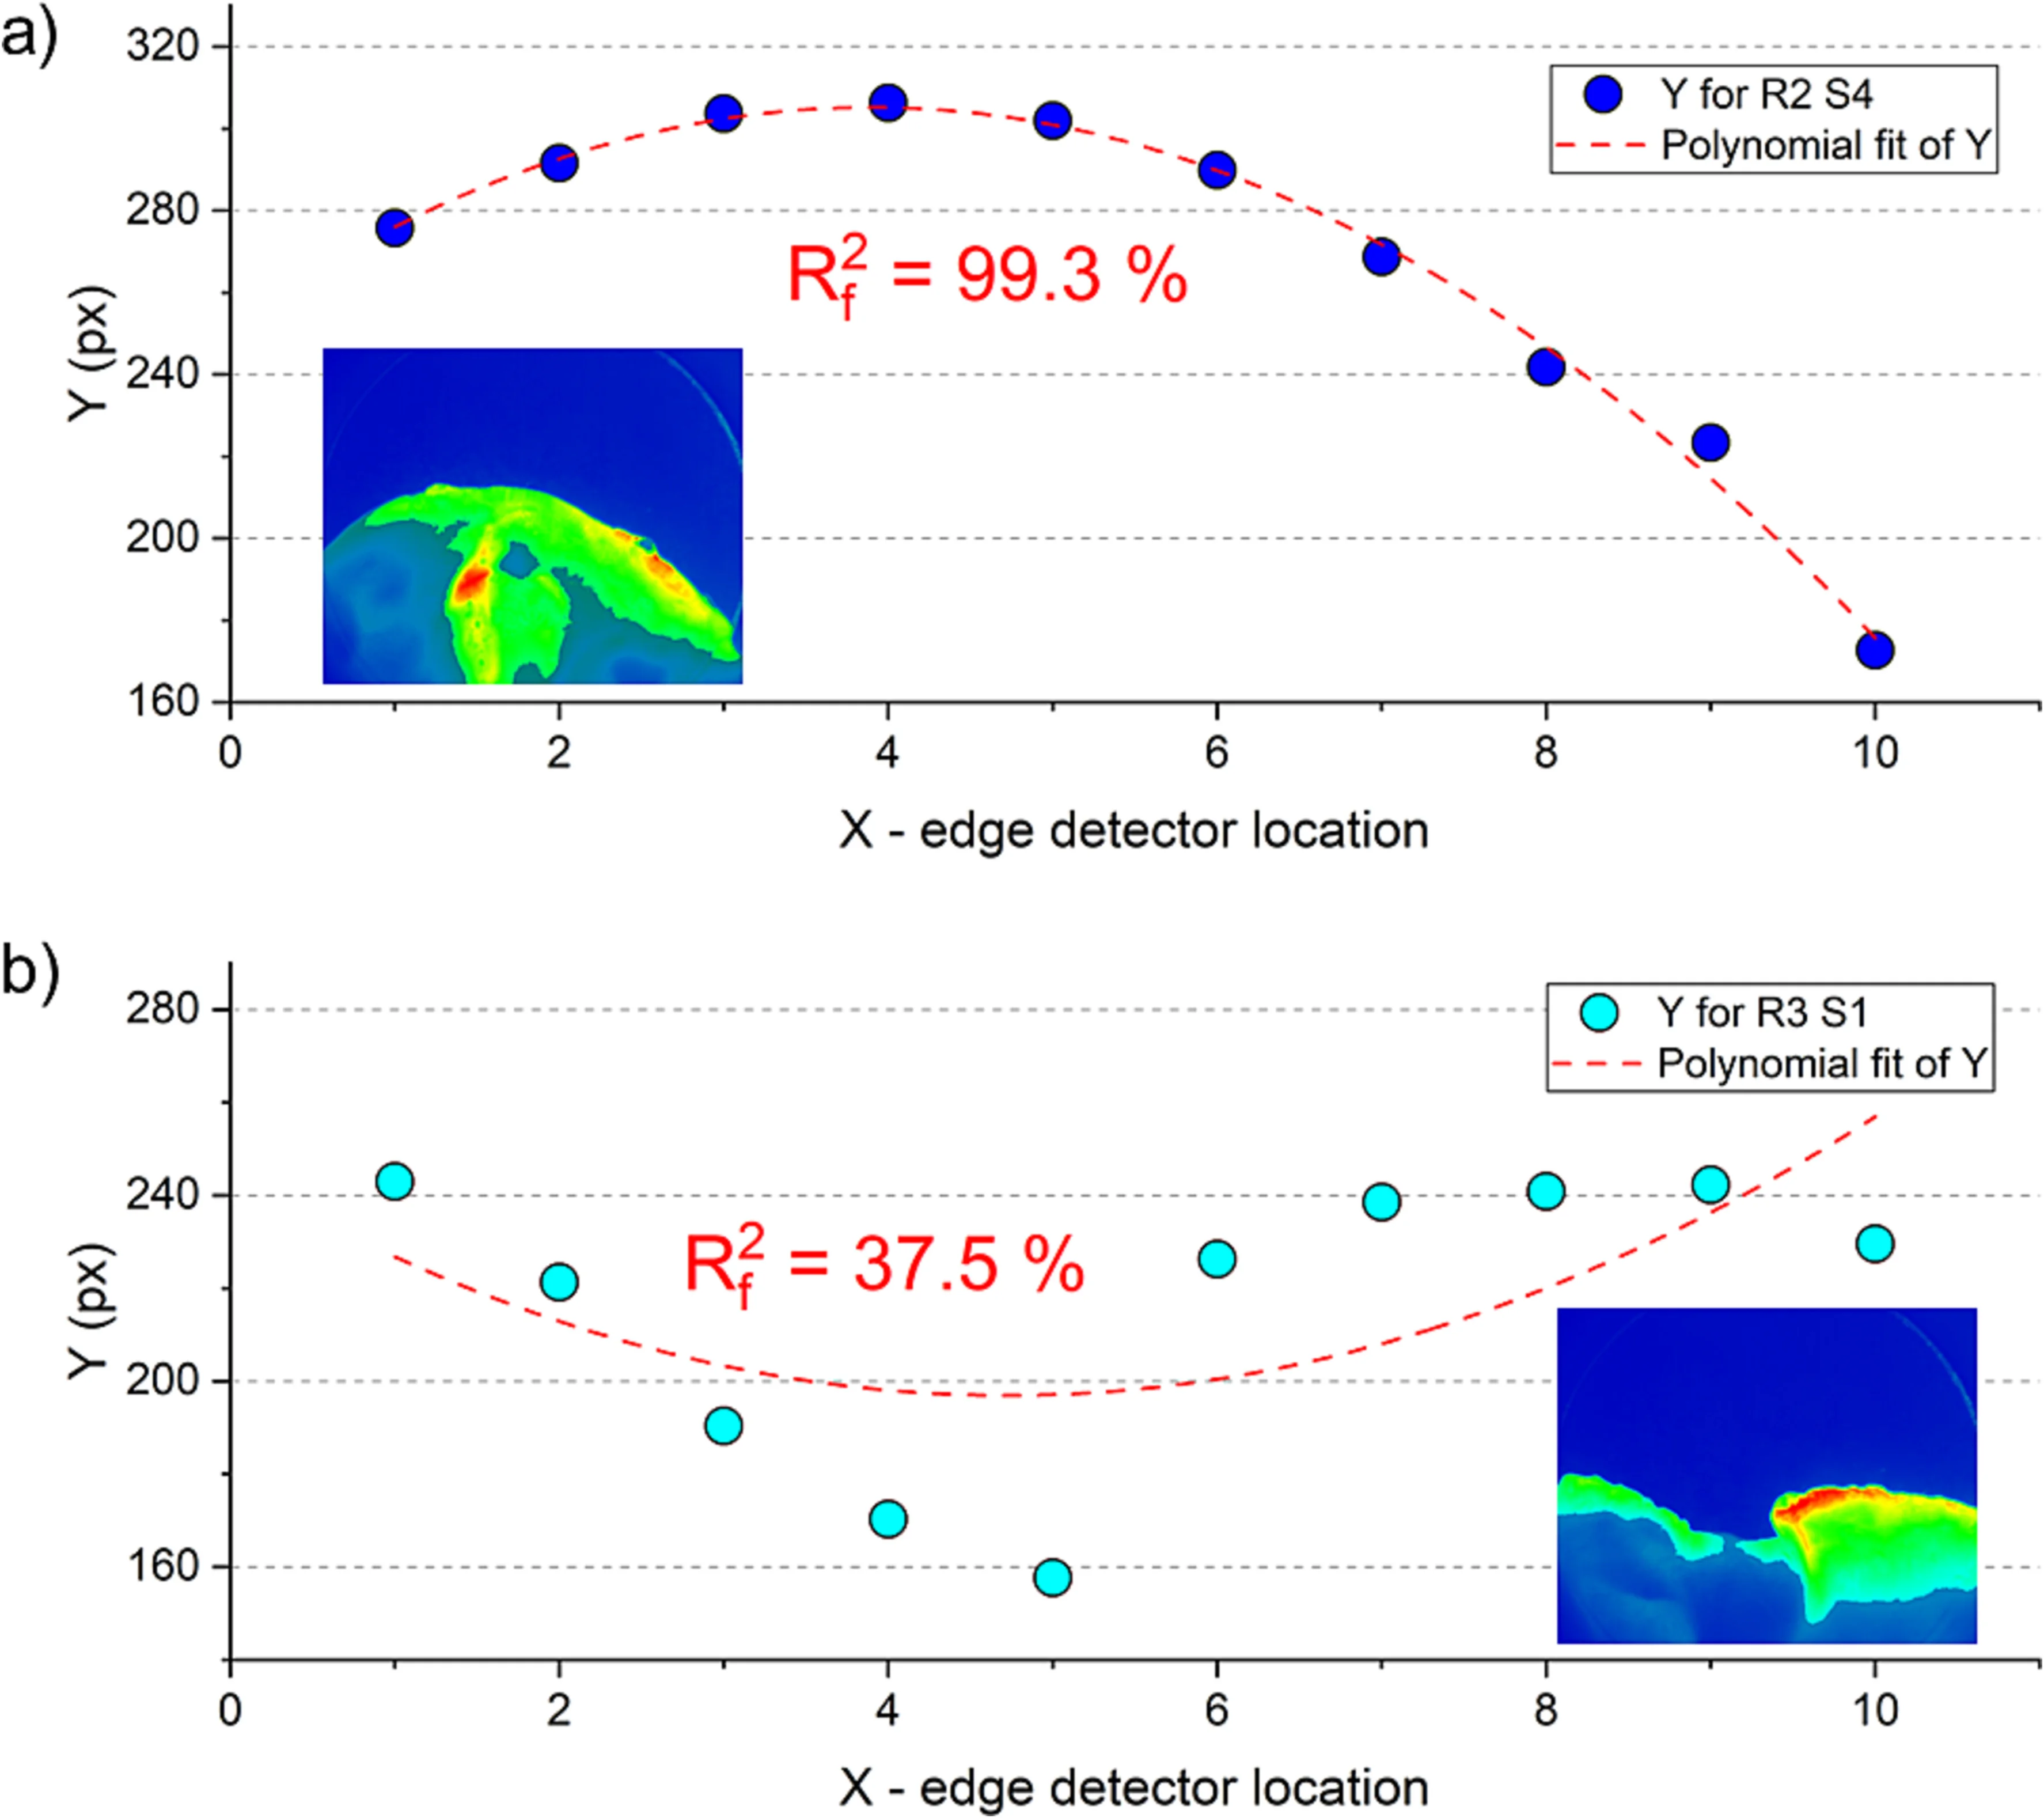 a)
320
280
240
200
160
Y (px)
Y for R2 S4
Polynomial fit of Y
R²f = 99.3 %
0 2 4 6 8 10
X - edge detector location
b)
280
240
200
160
Y (px)
Y for R3 S1
Polynomial fit of Y
R²f = 37.5 %
0 2 4 6 8 10
X - edge detector location